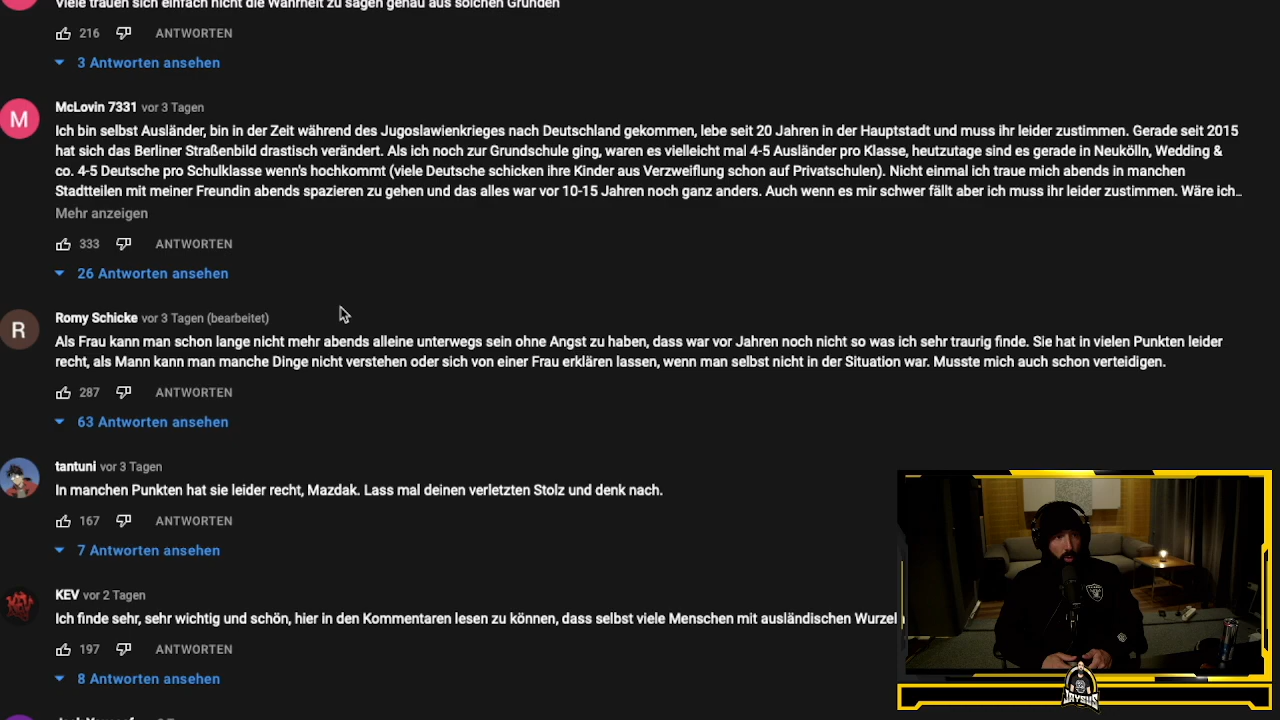 Viele trauen sich einfach nicht die Wahrheit zu sagen genau aus solchen Gründen
216 ANTWORTEN
3 Antworten ansehen
M
McLovin 7331 vor 3 Tagen
Ich bin selbst Ausländer, bin in der Zeit während des Jugoslawienkrieges nach Deutschland gekommen, lebe seit 20 Jahren in der Hauptstadt und muss ihr leider zustimmen. Gerade seit 2015
hat sich das Berliner Straßenbild drastisch verändert. Als ich noch zur Grundschule ging, waren es vielleicht mal 4-5 Ausländer pro Klasse, heutzutage sind es gerade in Neukölln, Wedding &
co. 4-5 Deutsche pro Schulklasse wenn's hochkommt (viele Deutsche schicken ihre Kinder aus Verzweiflung schon auf Privatschulen). Nicht einmal ich traue mich abends in manchen
Stadtteilen mit meiner Freundin abends spazieren zu gehen und das alles war vor 10-15 Jahren noch ganz anders. Auch wenn es mir schwer fällt aber ich muss ihr leider zustimmen. Wäre ich...
Mehr anzeigen
333 ANTWORTEN
26 Antworten ansehen
R
Romy Schicke vor 3 Tagen (bearbeitet)
Als Frau kann man schon lange nicht mehr abends alleine unterwegs sein ohne Angst zu haben, dass war vor Jahren noch nicht so was ich sehr traurig finde. Sie hat in vielen Punkten leider
recht, als Mann kann man manche Dinge nicht verstehen oder sich von einer Frau erklären lassen, wenn man selbst nicht in der Situation war. Musste mich auch schon verteidigen.
287 ANTWORTEN
63 Antworten ansehen
tantuni vor 3 Tagen
In manchen Punkten hat sie leider recht, Mazdak. Lass mal deinen verletzten Stolz und denk nach.
167 ANTWORTEN
7 Antworten ansehen
KEV
KEV vor 2 Tagen
Ich finde sehr, sehr wichtig und schön, hier in den Kommentaren lesen zu können, dass selbst viele Menschen mit ausländischen Wurzeln
197 ANTWORTEN
8 Antworten ansehen
JAYSUS